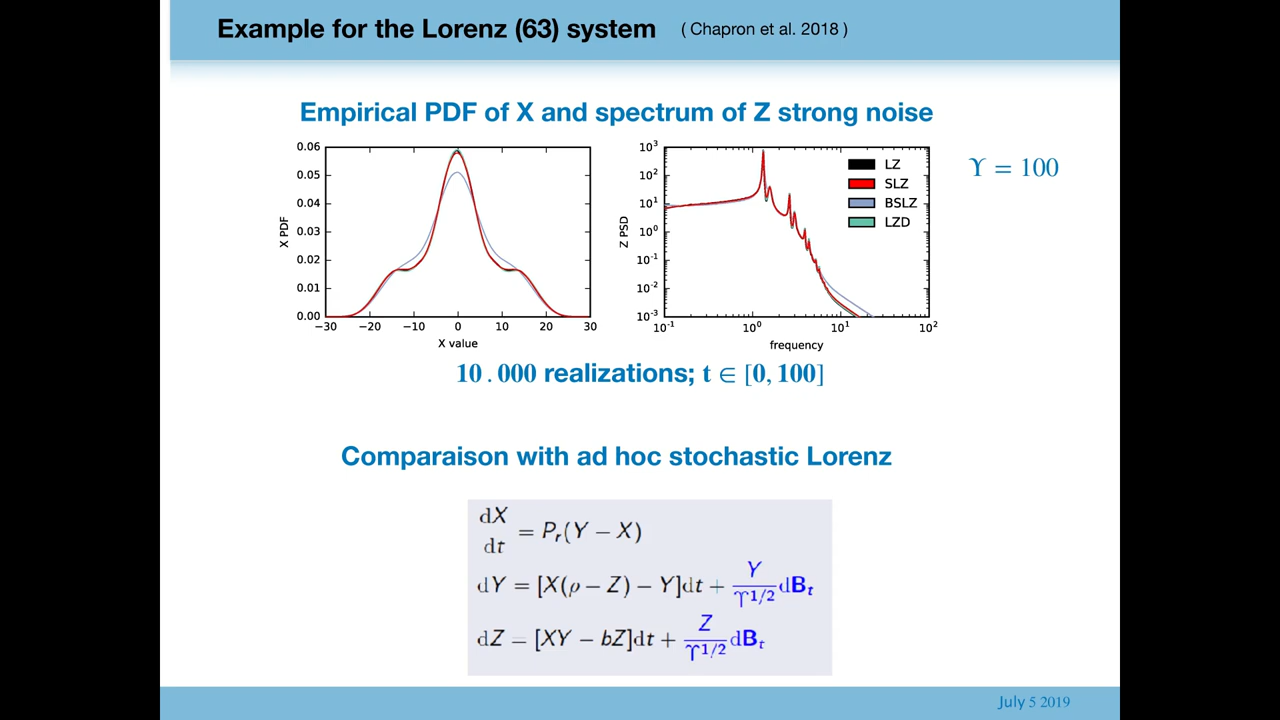 Example for the Lorenz (63) system ( Chapron et al. 2018 )
Empirical PDF of X and spectrum of Z strong noise
ϒ = 100
X PDF
0.06
0.05
0.04
0.03
0.02
0.01
0.00
−30 −20 −10 0 10 20 30
X value
Z PSD
10³
10²
10¹
10⁰
10⁻¹
10⁻²
10⁻³
10⁻¹ 10⁰ 10¹ 10²
frequency
LZ
SLZ
BSLZ
LZD
10 . 000 realizations; t ∈ [0, 100]
Comparaison with ad hoc stochastic Lorenz
dX/dt = Pᵣ(Y − X)
dY = [X(ρ − Z) − Y]dt + Y/ϒ^1/2 dBₜ
dZ = [XY − bZ]dt + Z/ϒ^1/2 dBₜ
July 5 2019